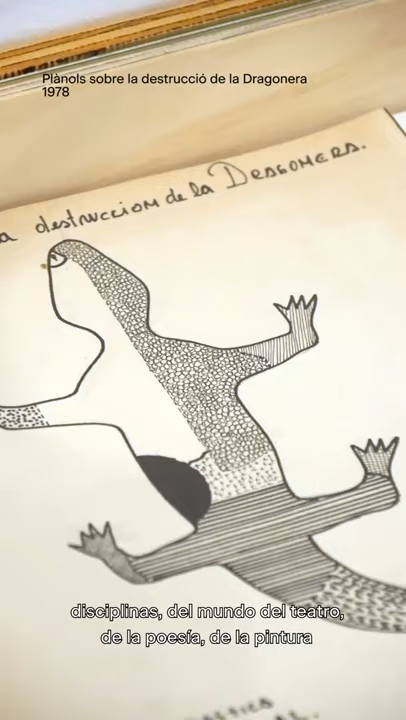 Plànols sobre la destrucció de la Dragonera
1978
a destruccion de la
disciplinas, del mundo del teatro,
de la poesía, de la pintura